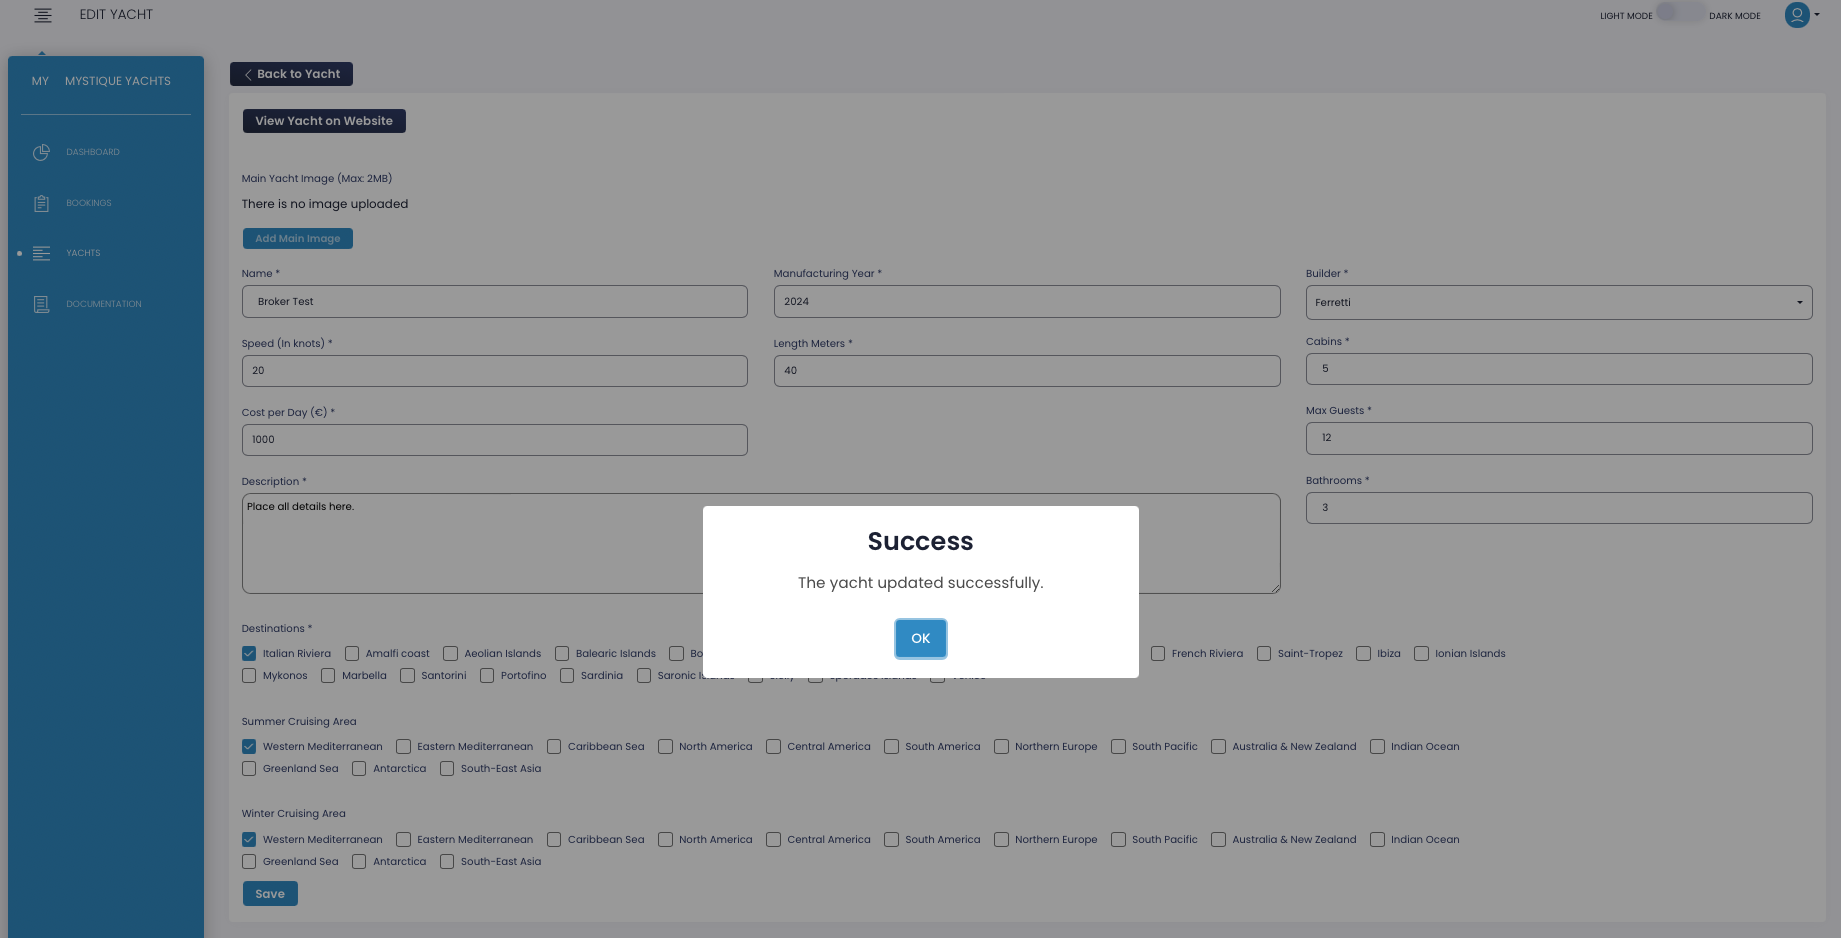 EDIT YACHT
LIGHT MODE DARK MODE
MY MYSTIQUE YACHTS
DASHBOARD
BOOKINGS
YACHTS
DOCUMENTATION
Back to Yacht
View Yacht on Website
Main Yacht Image (Max: 2MB)
There is no image uploaded
Add Main Image
Name * Manufacturing Year * Builder *
Broker Test 2024 Ferretti
Speed (In knots) * Length Meters * Cabins *
20 40 5
Cost per Day (€) * Max Guests *
1000 12
Description * Bathrooms *
Place all details here. 3
Success
The yacht updated successfully.
OK
Destinations *
Italian Riviera Amalfi coast Aeolian Islands Balearic Islands Bo French Riviera Saint-Tropez Ibiza Ionian Islands
Mykonos Marbella Santorini Portofino Sardinia Saronic Islands Sicily Sporades Islands Venice
Summer Cruising Area
Western Mediterranean Eastern Mediterranean Caribbean Sea North America Central America South America Northern Europe South Pacific Australia & New Zealand Indian Ocean
Greenland Sea Antarctica South-East Asia
Winter Cruising Area
Western Mediterranean Eastern Mediterranean Caribbean Sea North America Central America South America Northern Europe South Pacific Australia & New Zealand Indian Ocean
Greenland Sea Antarctica South-East Asia
Save